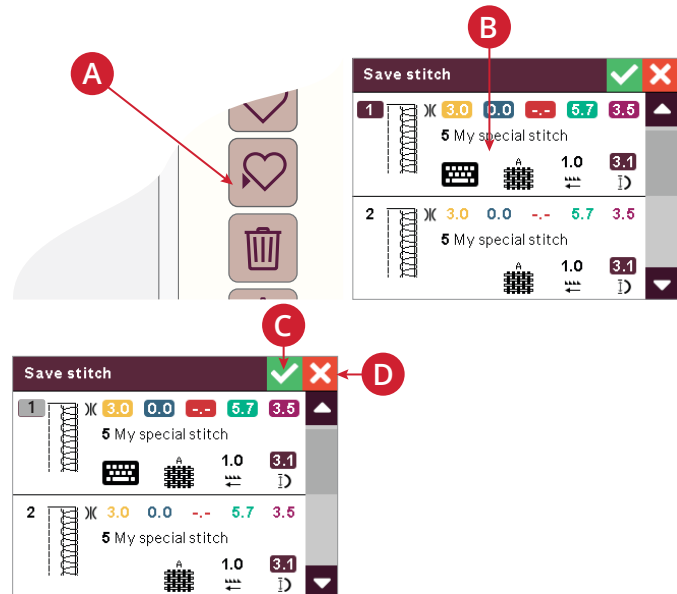 A
B
Save stitch
1 3.0 0.0 -.- 5.7 3.5
5 My special stitch
A 1.0 3.1
2 3.0 0.0 -.- 5.7 3.5
5 My special stitch
A 1.0 3.1
C
D
Save stitch
1 3.0 0.0 -.- 5.7 3.5
5 My special stitch
A 1.0 3.1
2 3.0 0.0 -.- 5.7 3.5
5 My special stitch
A 1.0 3.1